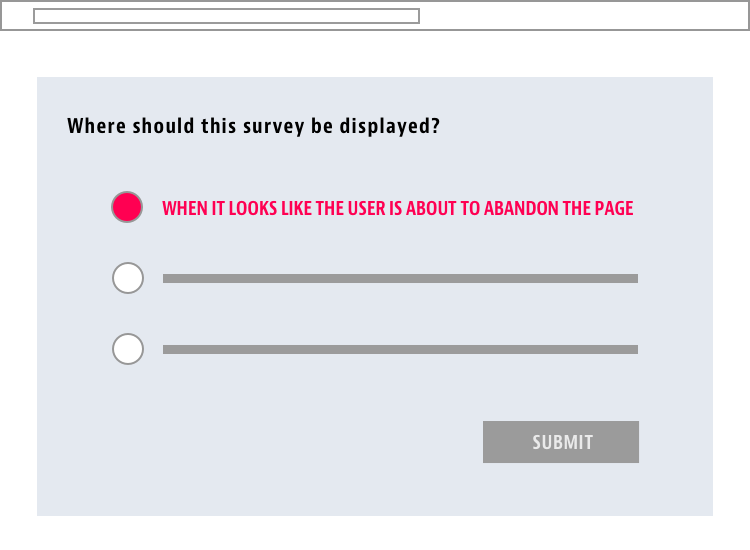 Where should this survey be displayed?
WHEN IT LOOKS LIKE THE USER IS ABOUT TO ABANDON THE PAGE
SUBMIT